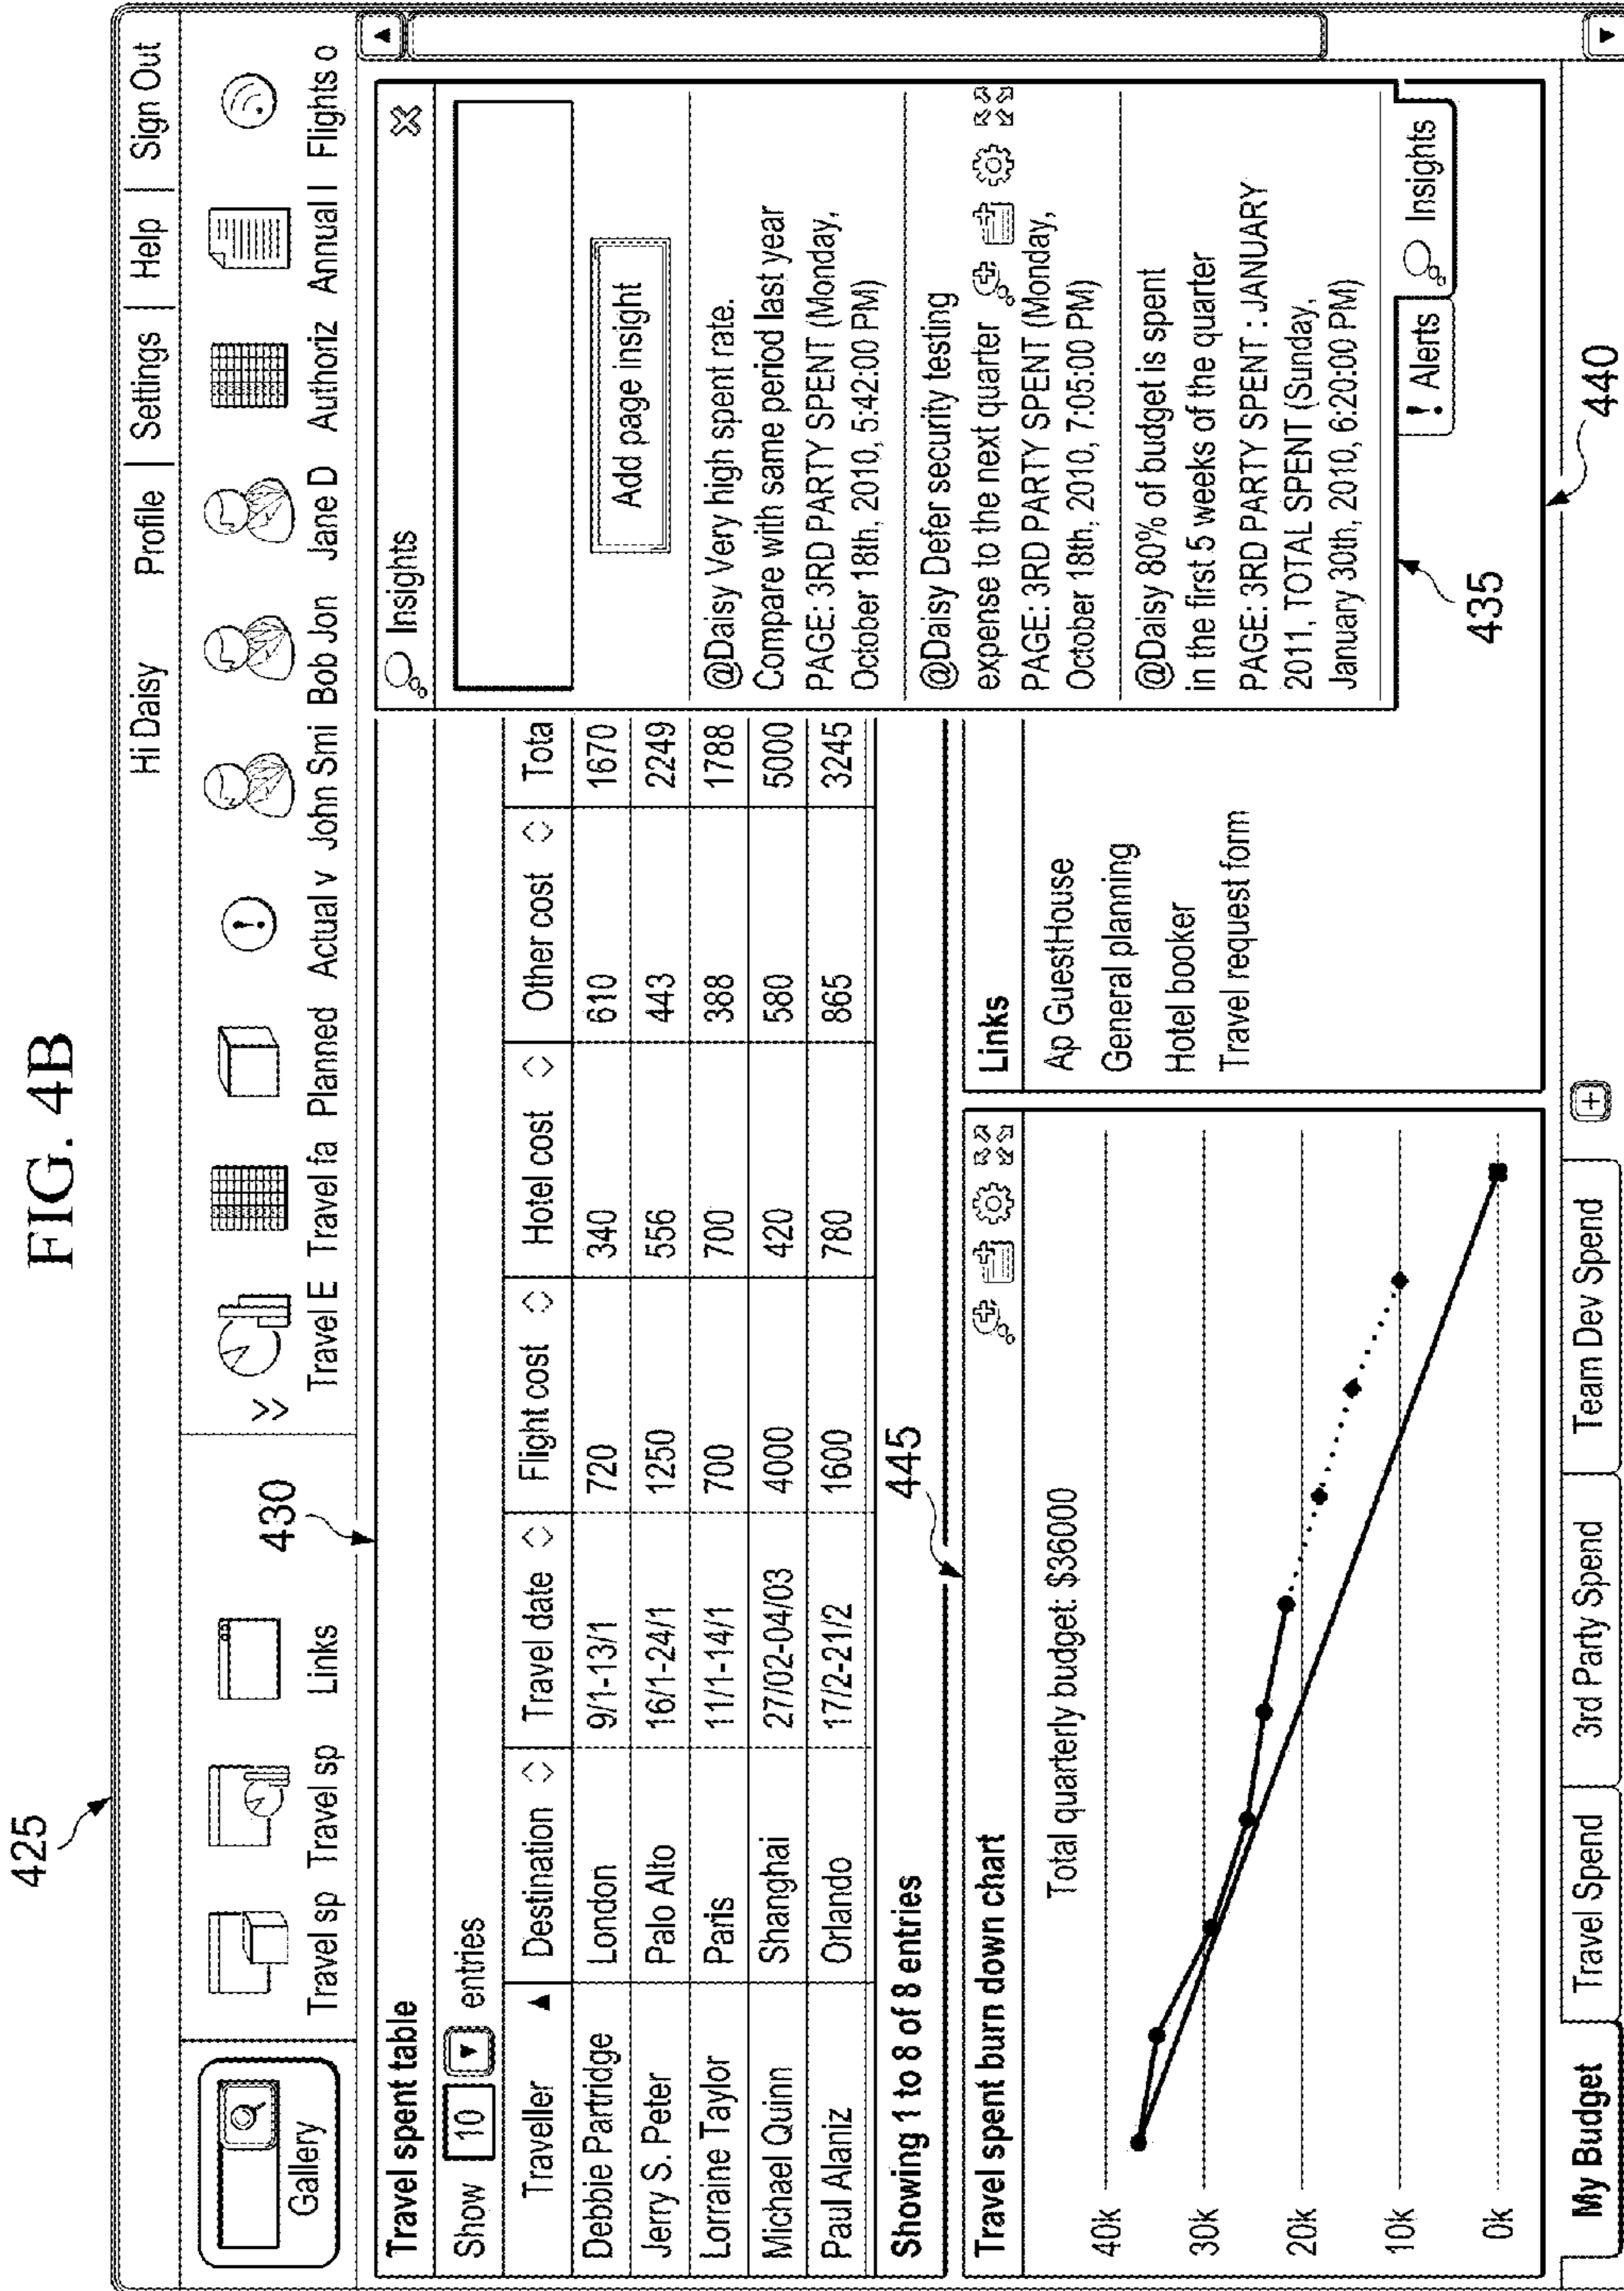 FIG. 4B
425
Hi Daisy Profile | Settings | Help | Sign Out
Gallery
Travel sp Travel sp Links
Travel E Travel fa Planned Actual v John Smi Bob Jon Jane D Authoriz Annual I Flights o
430
Travel spent table
Show 10 entries
Traveller Destination Travel date Flight cost Hotel cost Other cost Tota
Debbie Partridge London 9/1-13/1 720 340 610 1670
Jerry S. Peter Palo Alto 16/1-24/1 1250 556 443 2249
Lorraine Taylor Paris 11/1-14/1 700 700 388 1788
Michael Quinn Shanghai 27/02-04/03 4000 420 580 5000
Paul Alaniz Orlando 17/2-21/2 1600 780 865 3245
Showing 1 to 8 of 8 entries
445
Insights
Add page insight
@Daisy Very high spent rate.
Compare with same period last year
PAGE: 3RD PARTY SPENT (Monday,
October 18th, 2010, 5:42:00 PM)
@Daisy Defer security testing
expense to the next quarter
PAGE: 3RD PARTY SPENT (Monday,
October 18th, 2010, 7:05:00 PM)
@Daisy 80% of budget is spent
in the first 5 weeks of the quarter
PAGE: 3RD PARTY SPENT : JANUARY
2011, TOTAL SPENT (Sunday,
January 30th, 2010, 6:20:00 PM)
! Alerts Insights
435
Travel spent burn down chart
Total quarterly budget: $36000
40k
30k
20k
10k
0k
Links
Ap GuestHouse
General planning
Hotel booker
Travel request form
440
My Budget Travel Spend 3rd Party Spend Team Dev Spend +